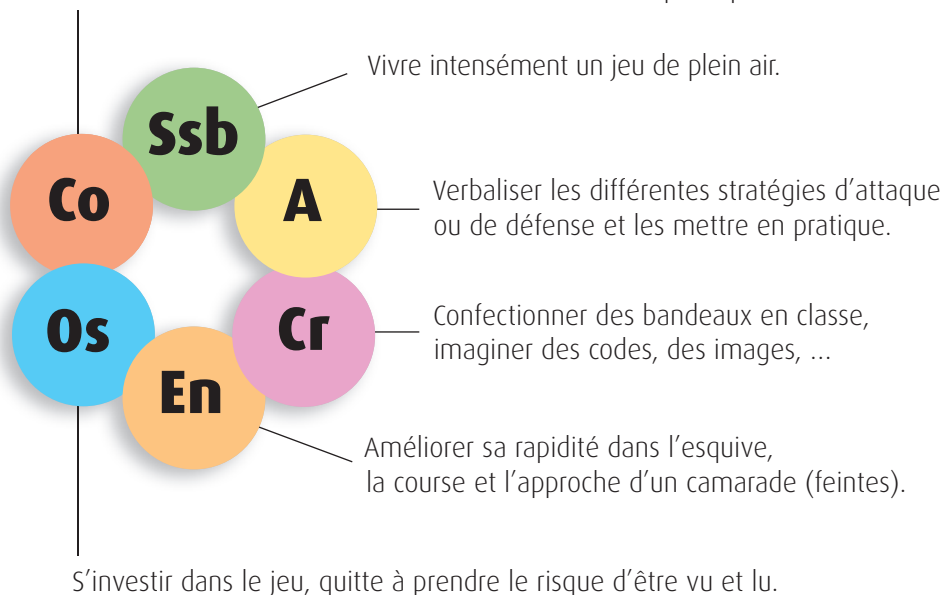 Vivre intensément un jeu de plein air.
Ssb
Co
A
Verbaliser les différentes stratégies d’attaque
ou de défense et les mettre en pratique.
Os
Cr
Confectionner des bandeaux en classe,
imaginer des codes, des images, ...
En
Améliorer sa rapidité dans l’esquive,
la course et l’approche d’un camarade (feintes).
S’investir dans le jeu, quitte à prendre le risque d’être vu et lu.